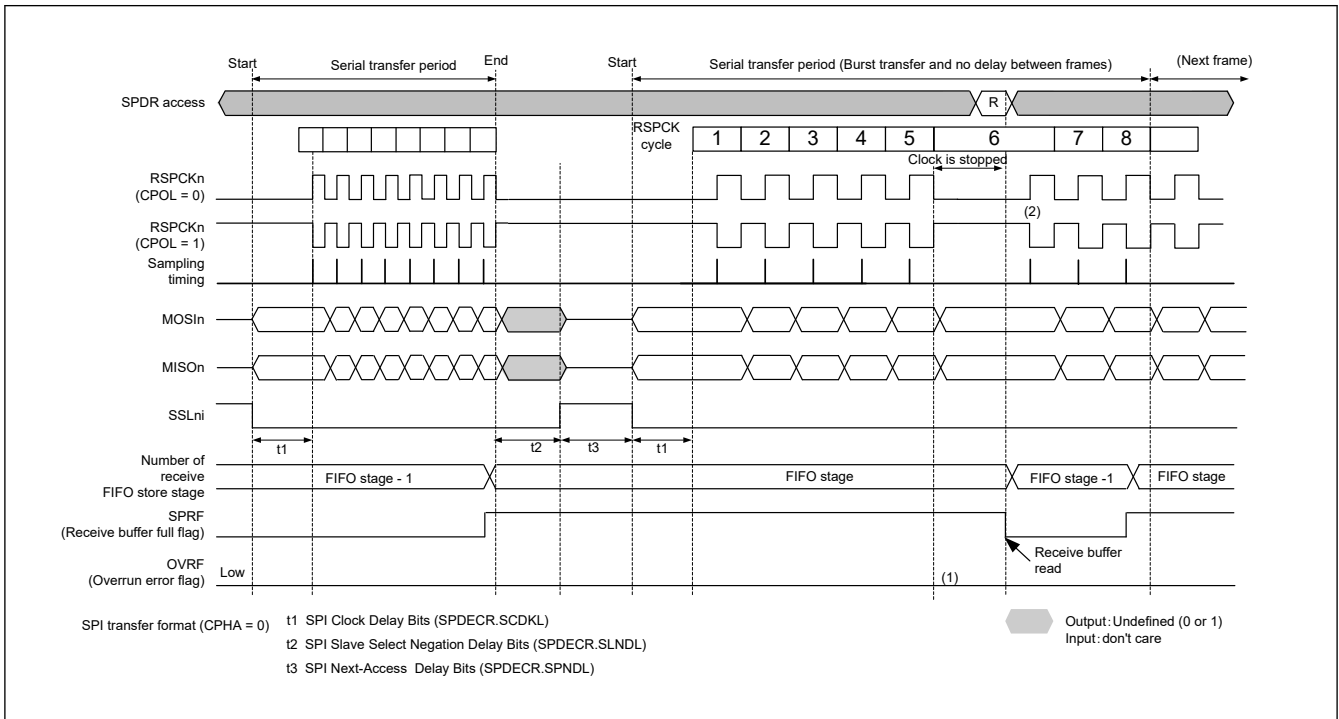 Start
Serial transfer period
End
Start
Serial transfer period (Burst transfer and no delay between frames)
(Next frame)
SPDR access
R
RSPCK
cycle
1 2 3 4 5 6 7 8
Clock is stopped
RSPCKn
(CPOL = 0)
(2)
RSPCKn
(CPOL = 1)
Sampling
timing
MOSIn
MISOn
SSLni
t1 t2 t3 t1
Number of
receive
FIFO store stage
FIFO stage - 1
FIFO stage
FIFO stage -1
FIFO stage
SPRF
(Receive buffer full flag)
Receive buffer
read
OVRF
(Overrun error flag)
Low
(1)
SPI transfer format (CPHA = 0)
t1 SPI Clock Delay Bits (SPDECR.SCDKL)
t2 SPI Slave Select Negation Delay Bits (SPDECR.SLNDL)
t3 SPI Next-Access Delay Bits (SPDECR.SPNDL)
Output : Undefined (0 or 1)
Input : don't care